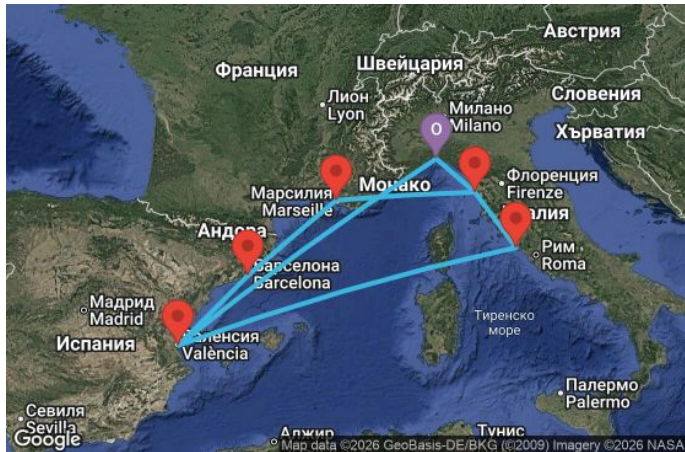 Австрия
Швейцария
Франция
Словения
Лион
Lyon
Милано
Milano
О
Хърватия
Флоренция
Firenze
Марсилия
Marseille
Монако
Андора
Рим
Roma
Барселона
Barcelona
Мадрид
Madrid
Тиренско
море
Испания
València
Палермо
Palermo
Севиля
Sevilla
Google
Алжир
Тунис
Map data ©2026 GeoBasis-DE/BKG (©2009) Imagery ©2026 NASA